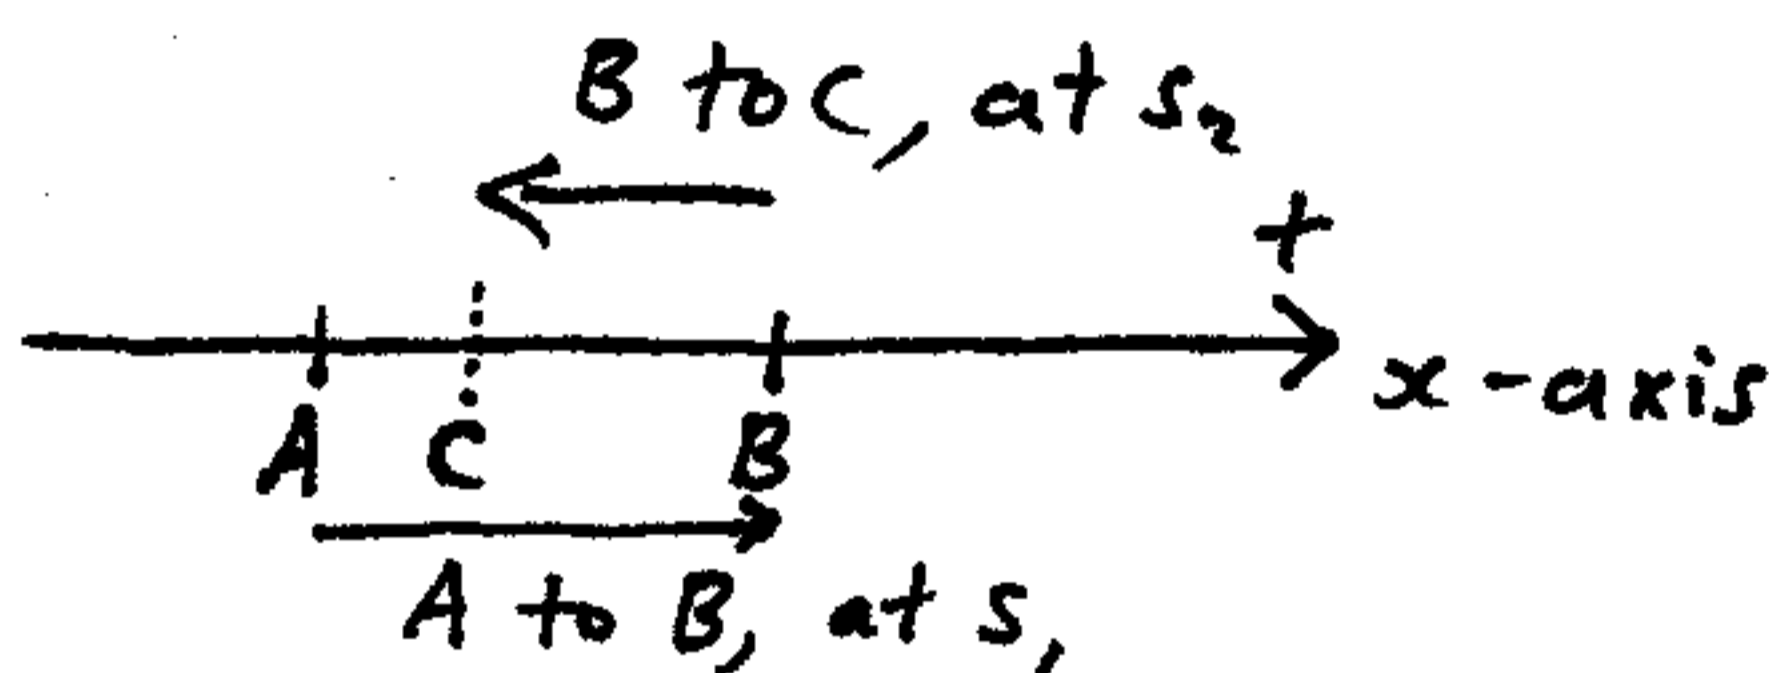 B to C, at s₂
+
x-axis
A C B
A to B, at s₁